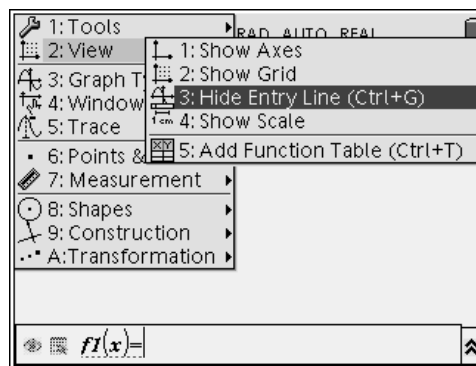 1: Tools
RAD AUTO REAL
2: View
1: Show Axes
2: Show Grid
3: Hide Entry Line (Ctrl+G)
1 cm 4: Show Scale
5: Add Function Table (Ctrl+T)
3: Graph T
4: Window
5: Trace
6: Points &
7: Measurement
8: Shapes
9: Construction
A:Transformation
f1(x)=